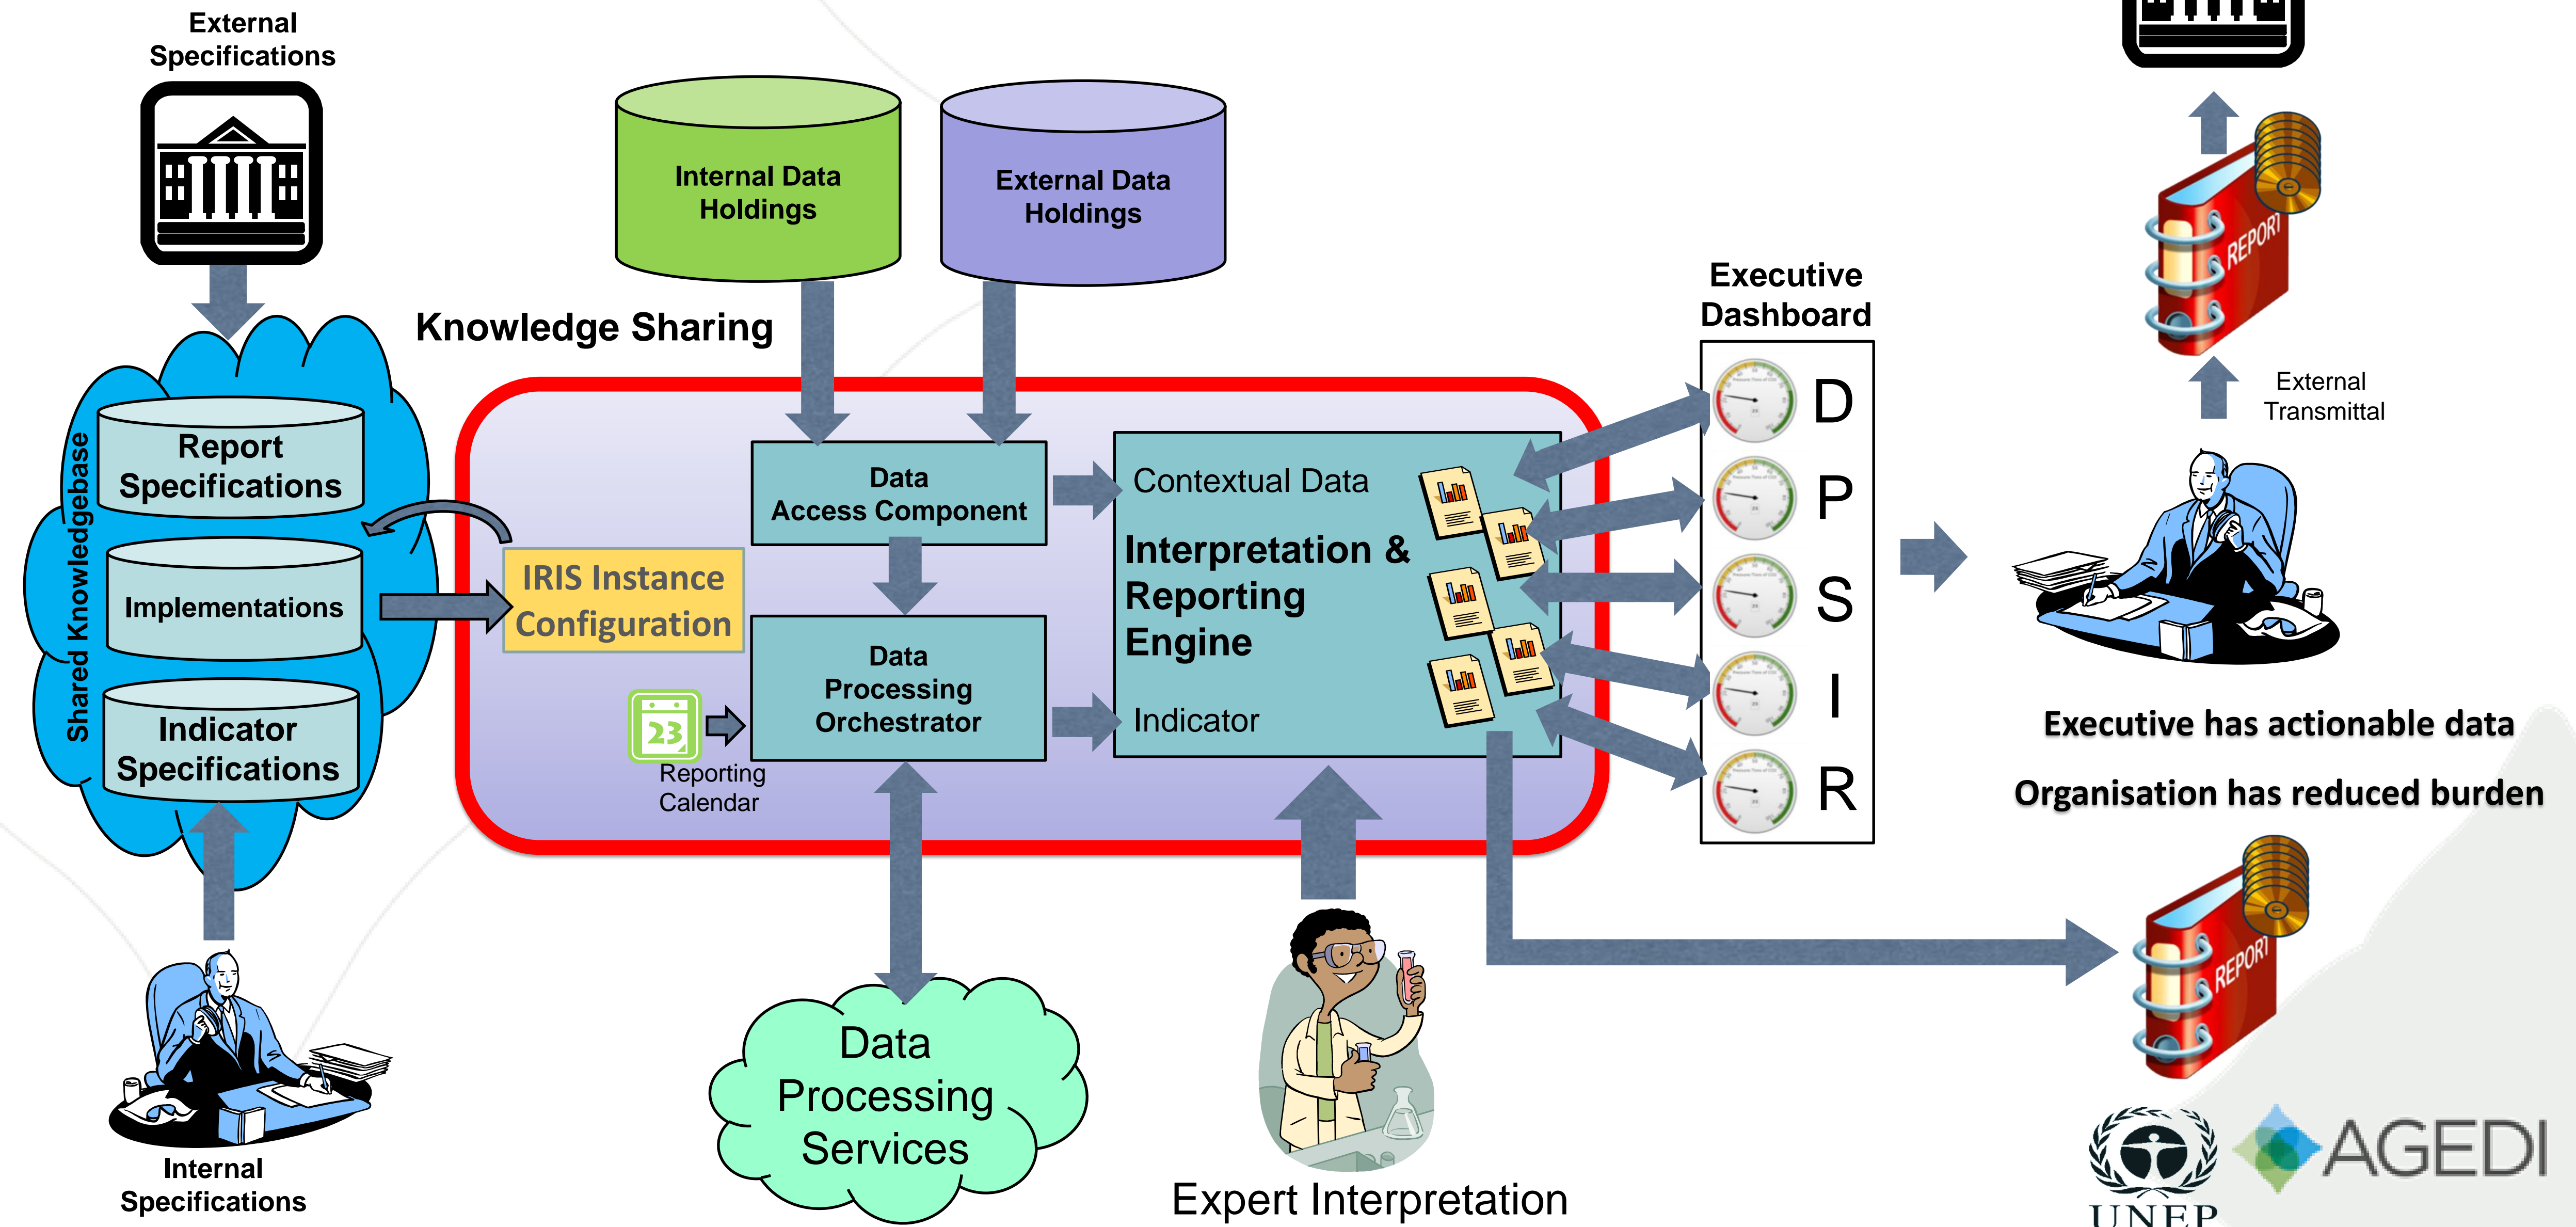 External
Specifications
Internal Data
Holdings
External Data
Holdings
Knowledge Sharing
Executive
Dashboard
REPORT
External
Transmittal
Shared Knowledgebase
Report
Specifications
Implementations
Indicator
Specifications
IRIS Instance
Configuration
Data
Access Component
Data
Processing
Orchestrator
23
Reporting
Calendar
Contextual Data
Interpretation &
Reporting
Engine
Indicator
D
P
S
I
R
Executive has actionable data
Organisation has reduced burden
REPORT
Internal
Specifications
Data
Processing
Services
Expert Interpretation
UNEP
AGEDI